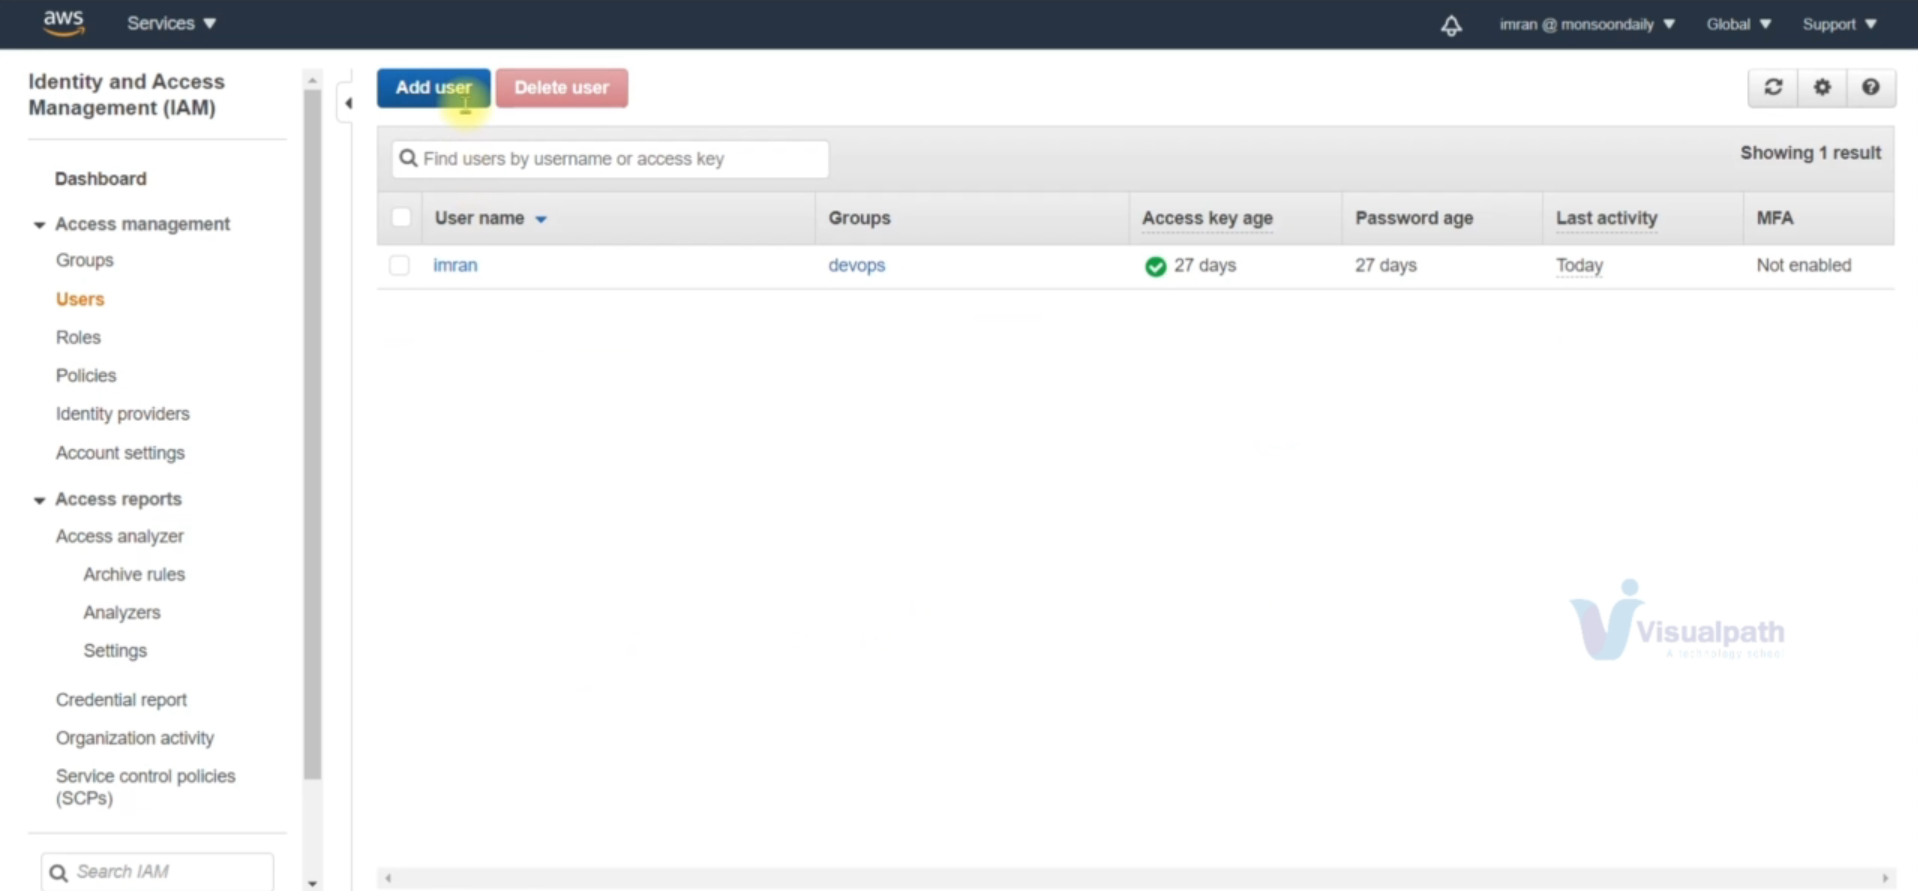 aws
Services
imran @ monsoondaily
Global
Support
Identity and Access
Management (IAM)
Dashboard
Access management
Groups
Users
Roles
Policies
Identity providers
Account settings
Access reports
Access analyzer
Archive rules
Analyzers
Settings
Credential report
Organization activity
Service control policies
(SCPs)
Search IAM
Add user
Delete user
Find users by username or access key
Showing 1 result
User name
Groups
Access key age
Password age
Last activity
MFA
imran
devops
27 days
27 days
Today
Not enabled
Visualpath
A technology school